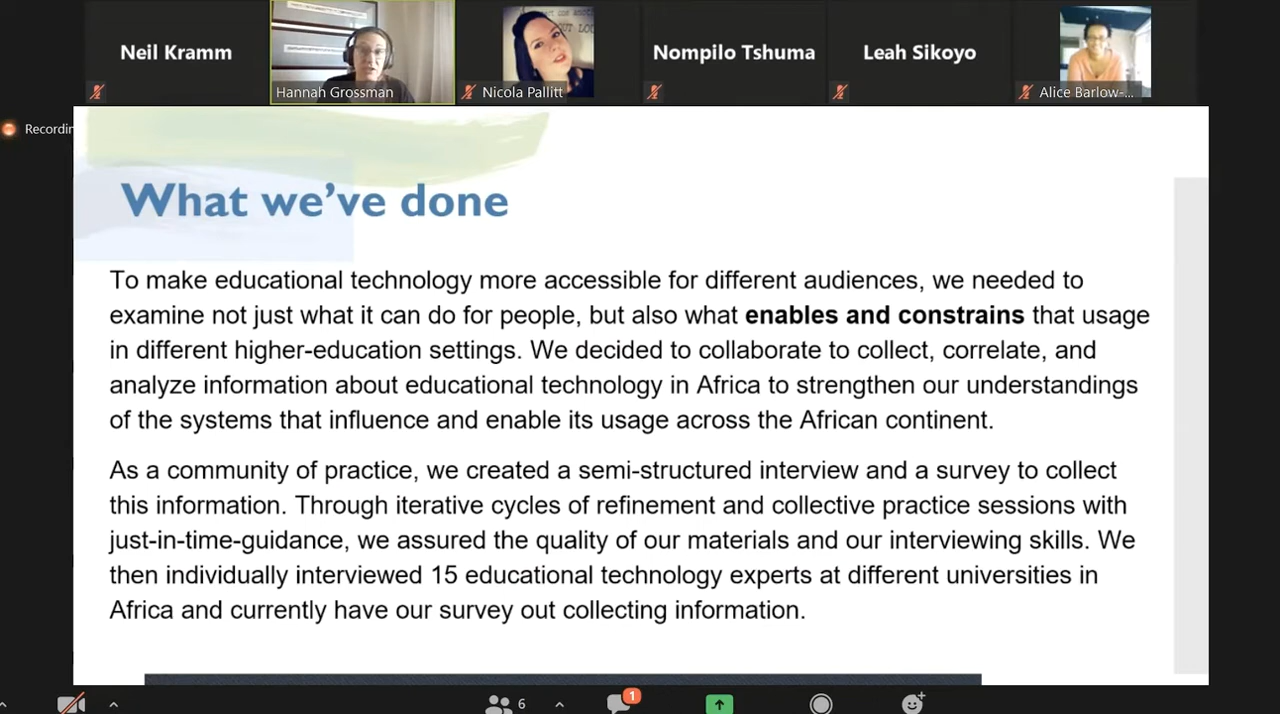 Neil Kramm
Hannah Grossman
Nicola Pallitt
Nompilo Tshuma
Leah Sikoyo
Alice Barlow-...
Recordin
What we've done
To make educational technology more accessible for different audiences, we needed to
examine not just what it can do for people, but also what enables and constrains that usage
in different higher-education settings. We decided to collaborate to collect, correlate, and
analyze information about educational technology in Africa to strengthen our understandings
of the systems that influence and enable its usage across the African continent.
As a community of practice, we created a semi-structured interview and a survey to collect
this information. Through iterative cycles of refinement and collective practice sessions with
just-in-time-guidance, we assured the quality of our materials and our interviewing skills. We
then individually interviewed 15 educational technology experts at different universities in
Africa and currently have our survey out collecting information.
6
1